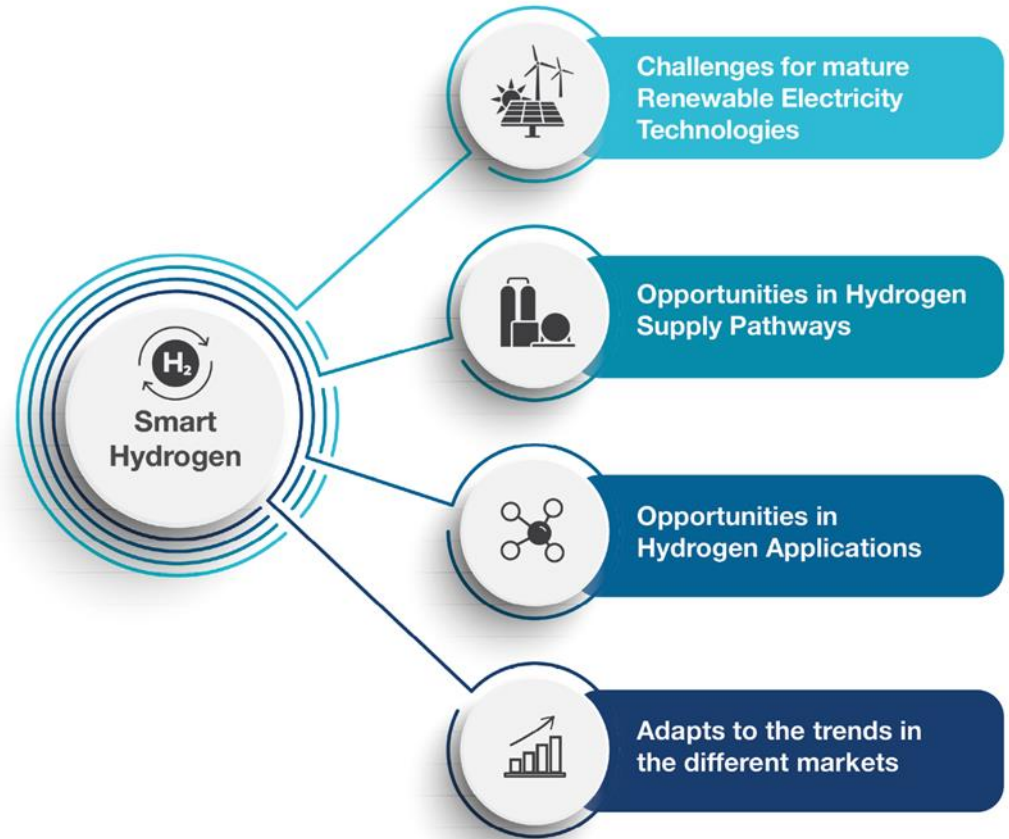 H₂
Smart
Hydrogen
Challenges for mature
Renewable Electricity
Technologies
Opportunities in Hydrogen
Supply Pathways
Opportunities in
Hydrogen Applications
Adapts to the trends in
the different markets